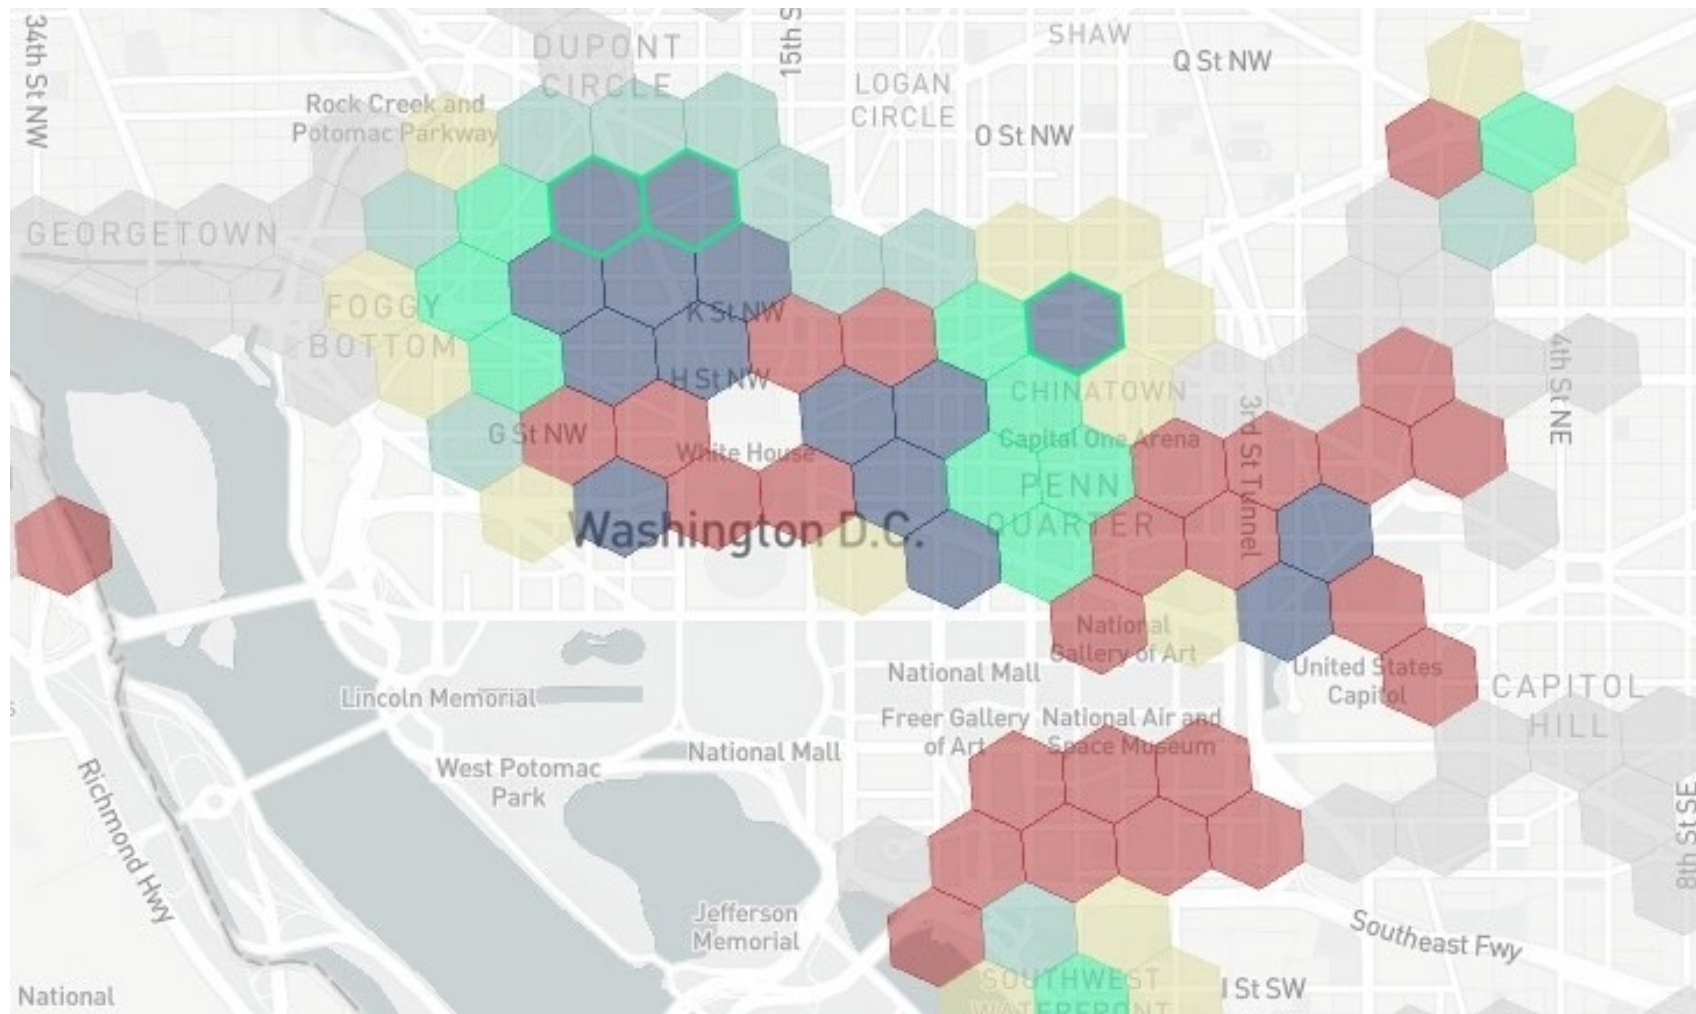 34th St NW
DUPONT
CIRCLE
15th S
SHAW
Q St NW
LOGAN
CIRCLE
O St NW
Rock Creek and
Potomac Parkway
GEORGETOWN
FOGGY
BOTTOM
K St NW
H St NW
G St NW
White House
Washington D.C.
CHINATOWN
Capital One Arena
PENN
QUARTER
3rd St Tunnel
4th St NE
National
Gallery of Art
National Mall
United States
Capitol
CAPITOL
HILL
Lincoln Memorial
Freer Gallery
of Art
National Air and
Space Museum
National Mall
West Potomac
Park
Richmond Hwy
8th St SE
Jefferson
Memorial
Southeast Fwy
SOUTHWEST
WATERFRONT
I St SW
National